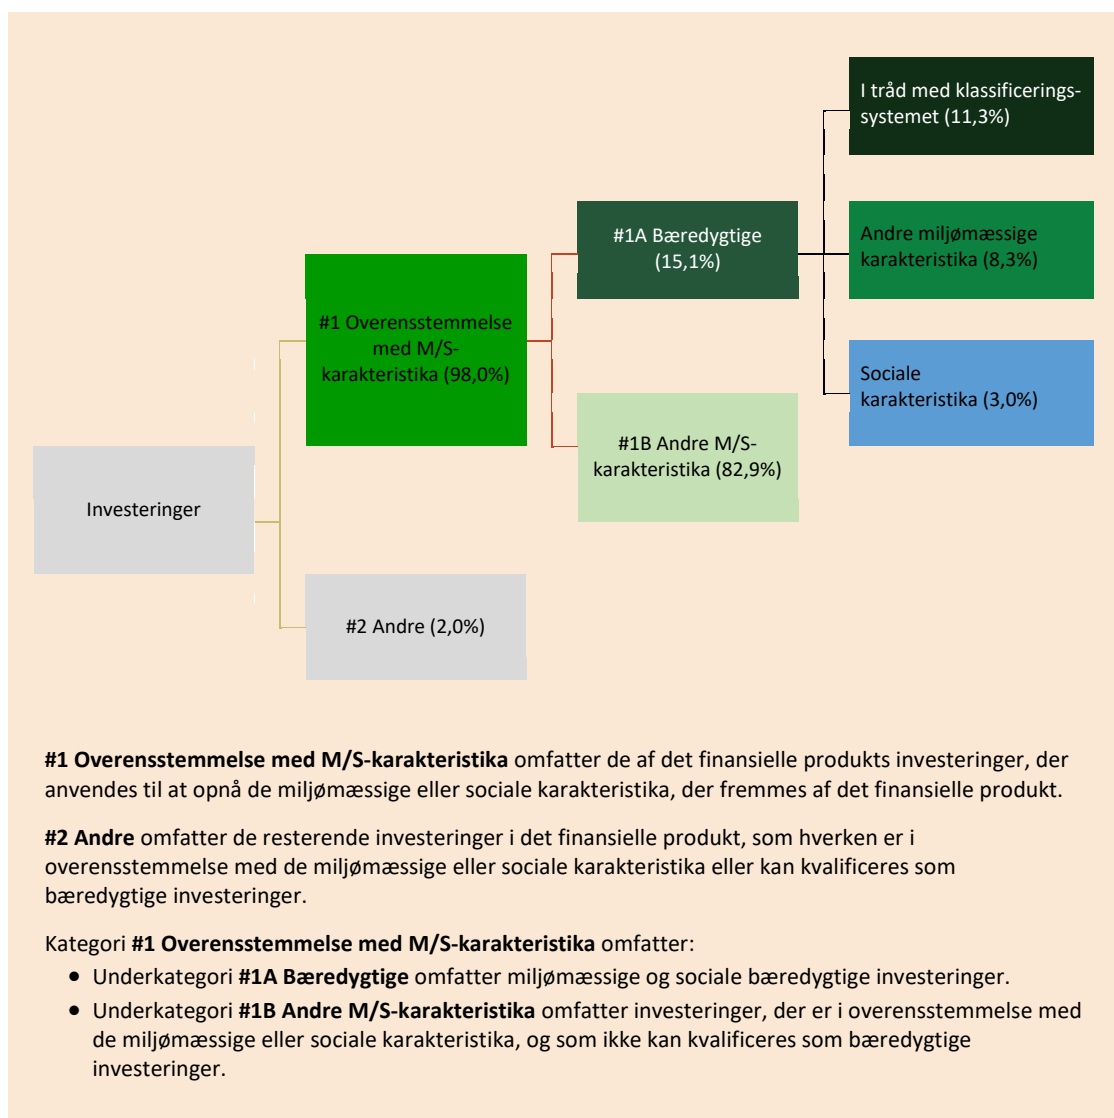 I tråd med klassificerings-
systemet (11,3%)
#1A Bæredygtige
(15,1%)
Andre miljømæssige
karakteristika (8,3%)
#1 Overensstemmelse
med M/S-
karakteristika (98,0%)
Sociale
karakteristika (3,0%)
#1B Andre M/S-
karakteristika (82,9%)
Investeringer
#2 Andre (2,0%)
#1 Overensstemmelse med M/S-karakteristika omfatter de af det finansielle produkts investeringer, der
anvendes til at opnå de miljømæssige eller sociale karakteristika, der fremmes af det finansielle produkt.
#2 Andre omfatter de resterende investeringer i det finansielle produkt, som hverken er i
overensstemmelse med de miljømæssige eller sociale karakteristika eller kan kvalificeres som
bæredygtige investeringer.
Kategori #1 Overensstemmelse med M/S-karakteristika omfatter:
• Underkategori #1A Bæredygtige omfatter miljømæssige og sociale bæredygtige investeringer.
• Underkategori #1B Andre M/S-karakteristika omfatter investeringer, der er i overensstemmelse med
de miljømæssige eller sociale karakteristika, og som ikke kan kvalificeres som bæredygtige
investeringer.